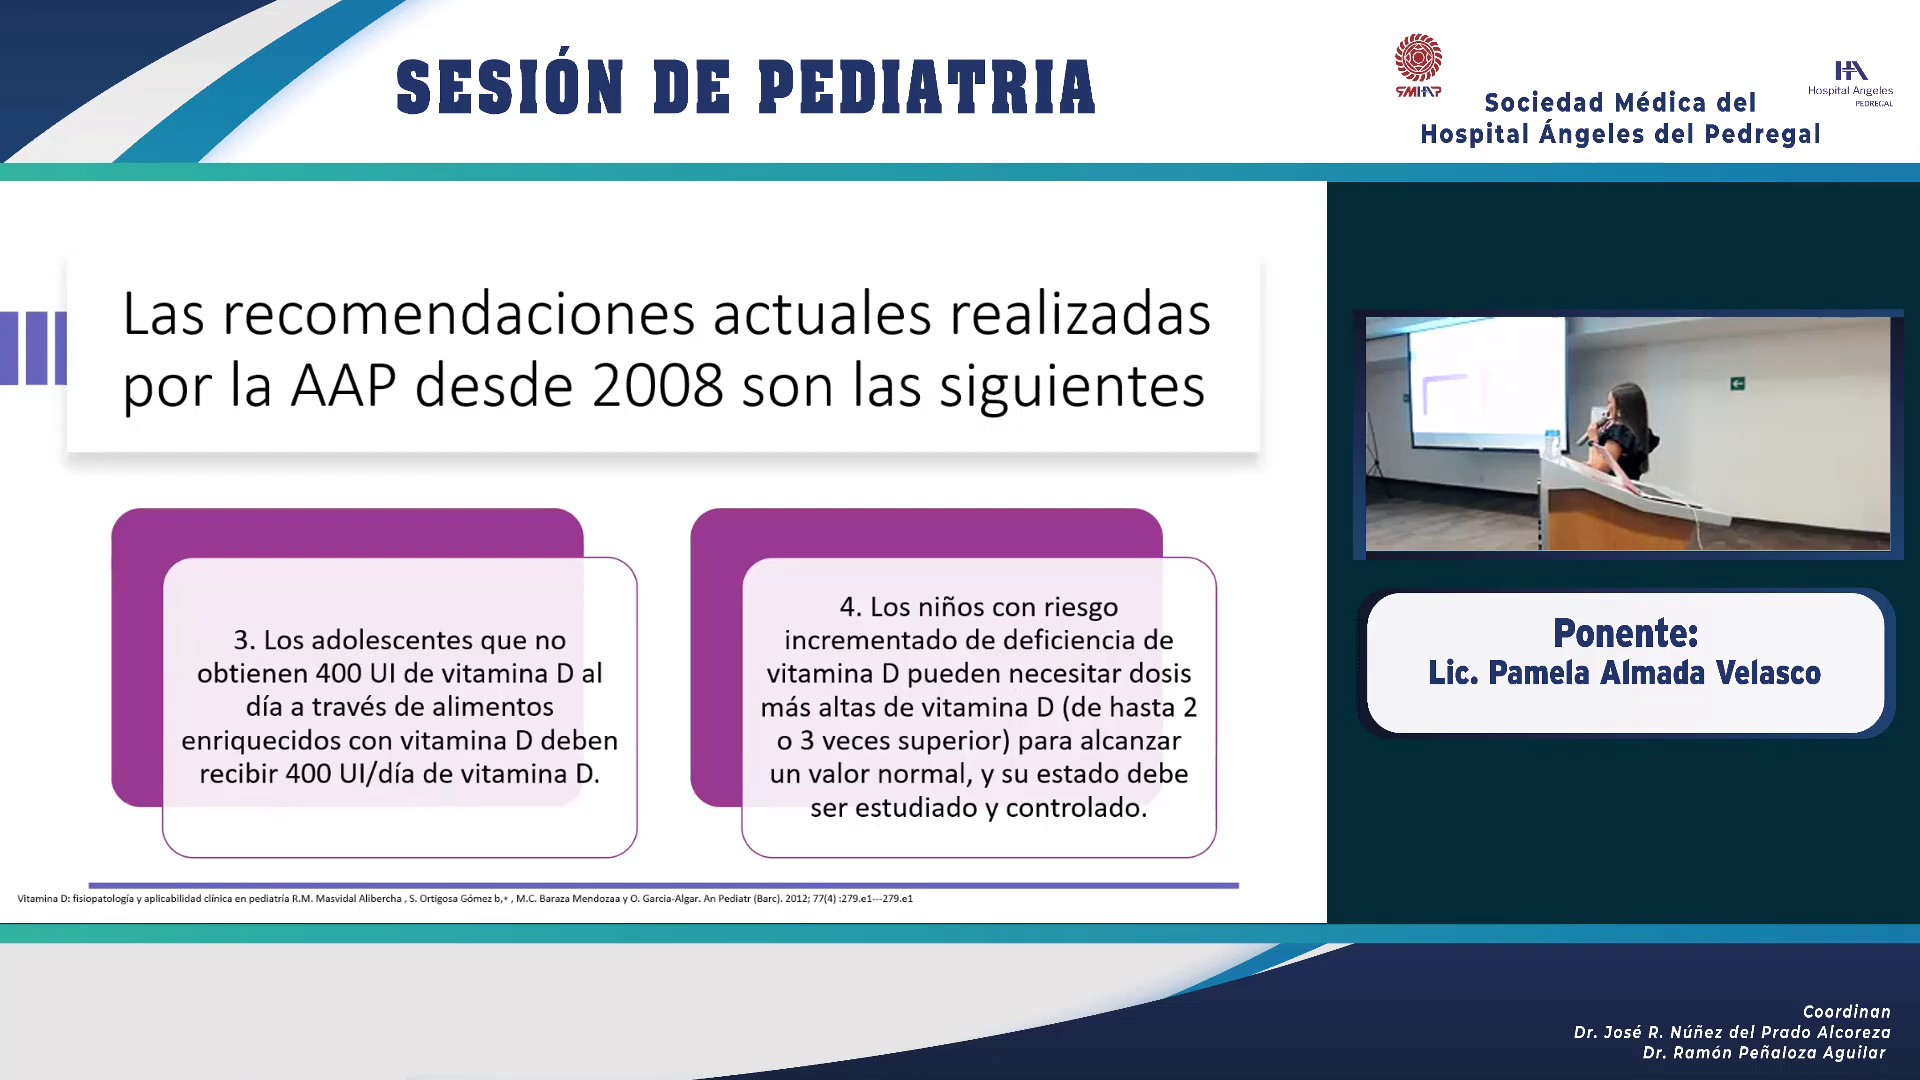 SESIÓN DE PEDIATRIA
SMHAP
Sociedad Médica del
Hospital Ángeles del Pedregal
HA
Hospital Angeles
PEDREGAL
Las recomendaciones actuales realizadas
por la AAP desde 2008 son las siguientes
3. Los adolescentes que no
obtienen 400 UI de vitamina D al
día a través de alimentos
enriquecidos con vitamina D deben
recibir 400 UI/día de vitamina D.
4. Los niños con riesgo
incrementado de deficiencia de
vitamina D pueden necesitar dosis
más altas de vitamina D (de hasta 2
o 3 veces superior) para alcanzar
un valor normal, y su estado debe
ser estudiado y controlado.
Vitamina D: fisiopatología y aplicabilidad clínica en pediatría R.M. Masvidal Alibercha , S. Ortigosa Gómez b,* , M.C. Baraza Mendozaa y O. Garcia-Algar. An Pediatr (Barc). 2012; 77(4) :279.e1---279.e1
Ponente:
Lic. Pamela Almada Velasco
Coordinan
Dr. José R. Núñez del Prado Alcoreza
Dr. Ramón Peñaloza Aguilar